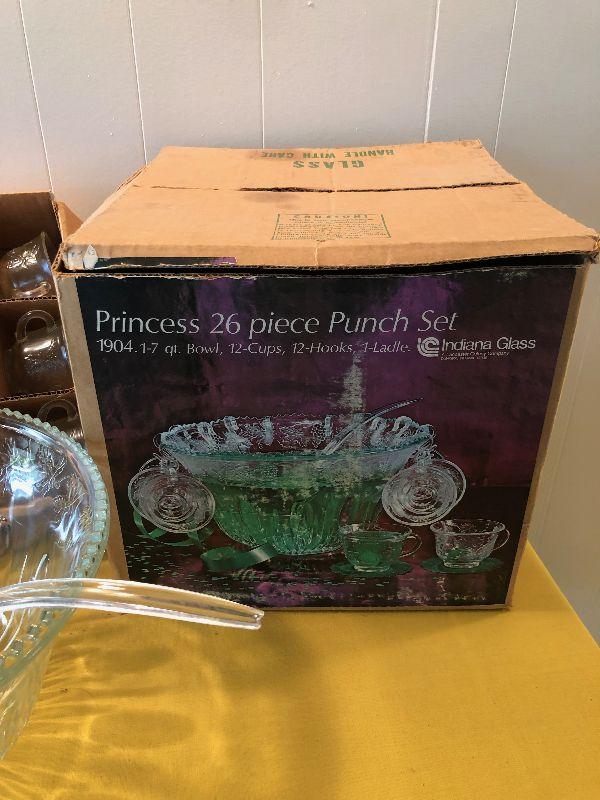 GLASS
HANDLE WITH CARE
Princess 26 piece Punch Set
1904. 1-7 qt. Bowl, 12-Cups, 12-Hooks, 1-Ladle. Indiana Glass